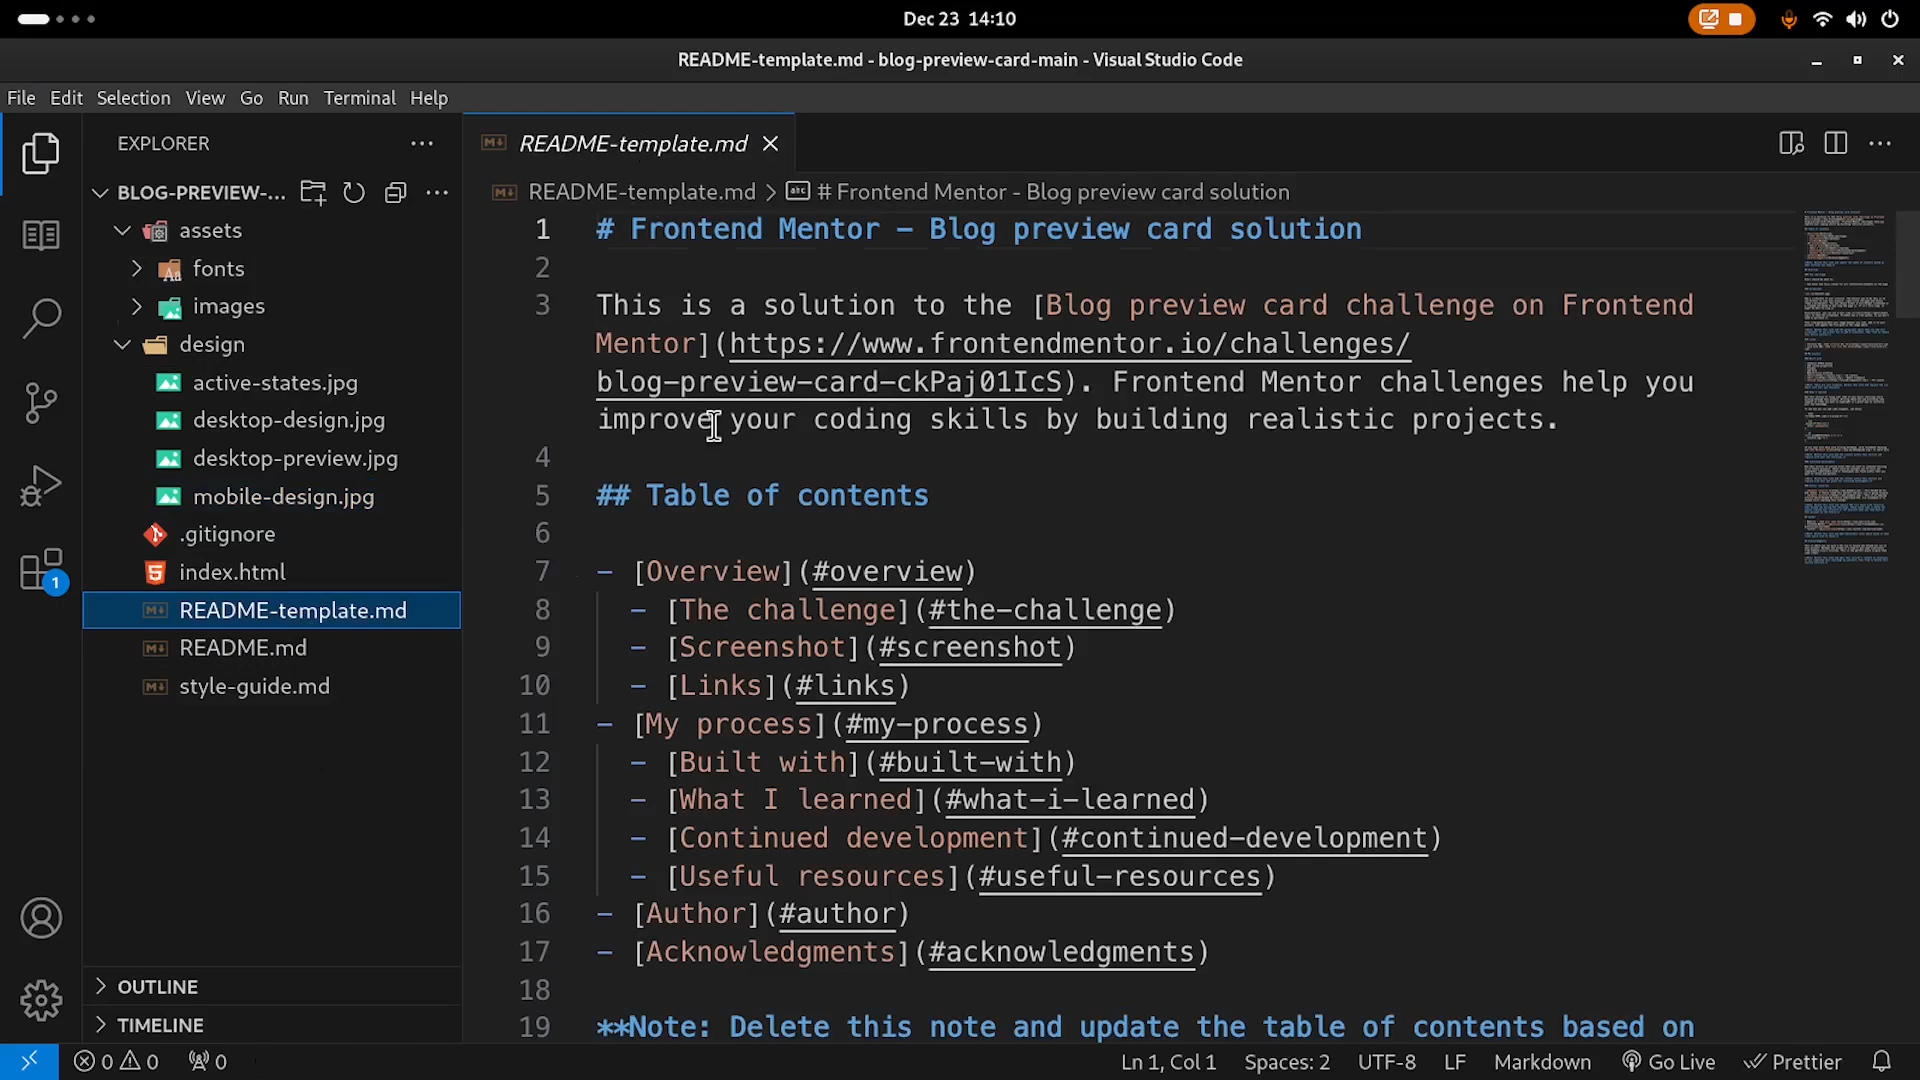 Dec 23 14:10
README-template.md - blog-preview-card-main - Visual Studio Code
File Edit Selection View Go Run Terminal Help
EXPLORER
BLOG-PREVIEW-...
assets
fonts
images
design
active-states.jpg
desktop-design.jpg
desktop-preview.jpg
mobile-design.jpg
.gitignore
index.html
README-template.md
README.md
style-guide.md
OUTLINE
TIMELINE
1
README-template.md
README-template.md > # Frontend Mentor - Blog preview card solution
1 # Frontend Mentor - Blog preview card solution
2
3 This is a solution to the [Blog preview card challenge on Frontend
Mentor](https://www.frontendmentor.io/challenges/
blog-preview-card-ckPaj01IcS). Frontend Mentor challenges help you
improve your coding skills by building realistic projects.
4
5 ## Table of contents
6
7 - [Overview](#overview)
8 - [The challenge](#the-challenge)
9 - [Screenshot](#screenshot)
10 - [Links](#links)
11 - [My process](#my-process)
12 - [Built with](#built-with)
13 - [What I learned](#what-i-learned)
14 - [Continued development](#continued-development)
15 - [Useful resources](#useful-resources)
16 - [Author](#author)
17 - [Acknowledgments](#acknowledgments)
18
19 **Note: Delete this note and update the table of contents based on
0 0 0 Ln 1, Col 1 Spaces: 2 UTF-8 LF Markdown Go Live Prettier